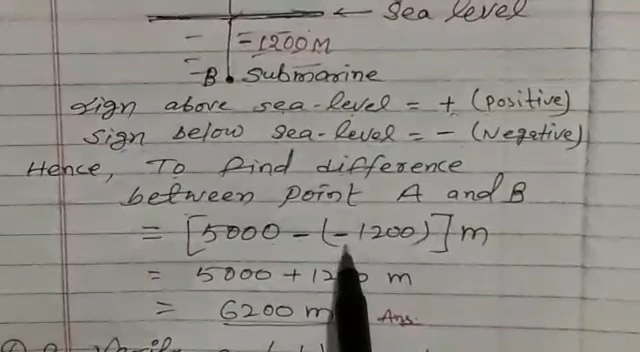 ← Sea level
= 1200 M
B Submarine
sign above sea-level = + (positive)
sign below sea-level = - (Negative)
Hence, To find difference
between point A and B
= [5000 - (-1200)] m
= 5000 + 12 0 m
= 6200 m Ans.